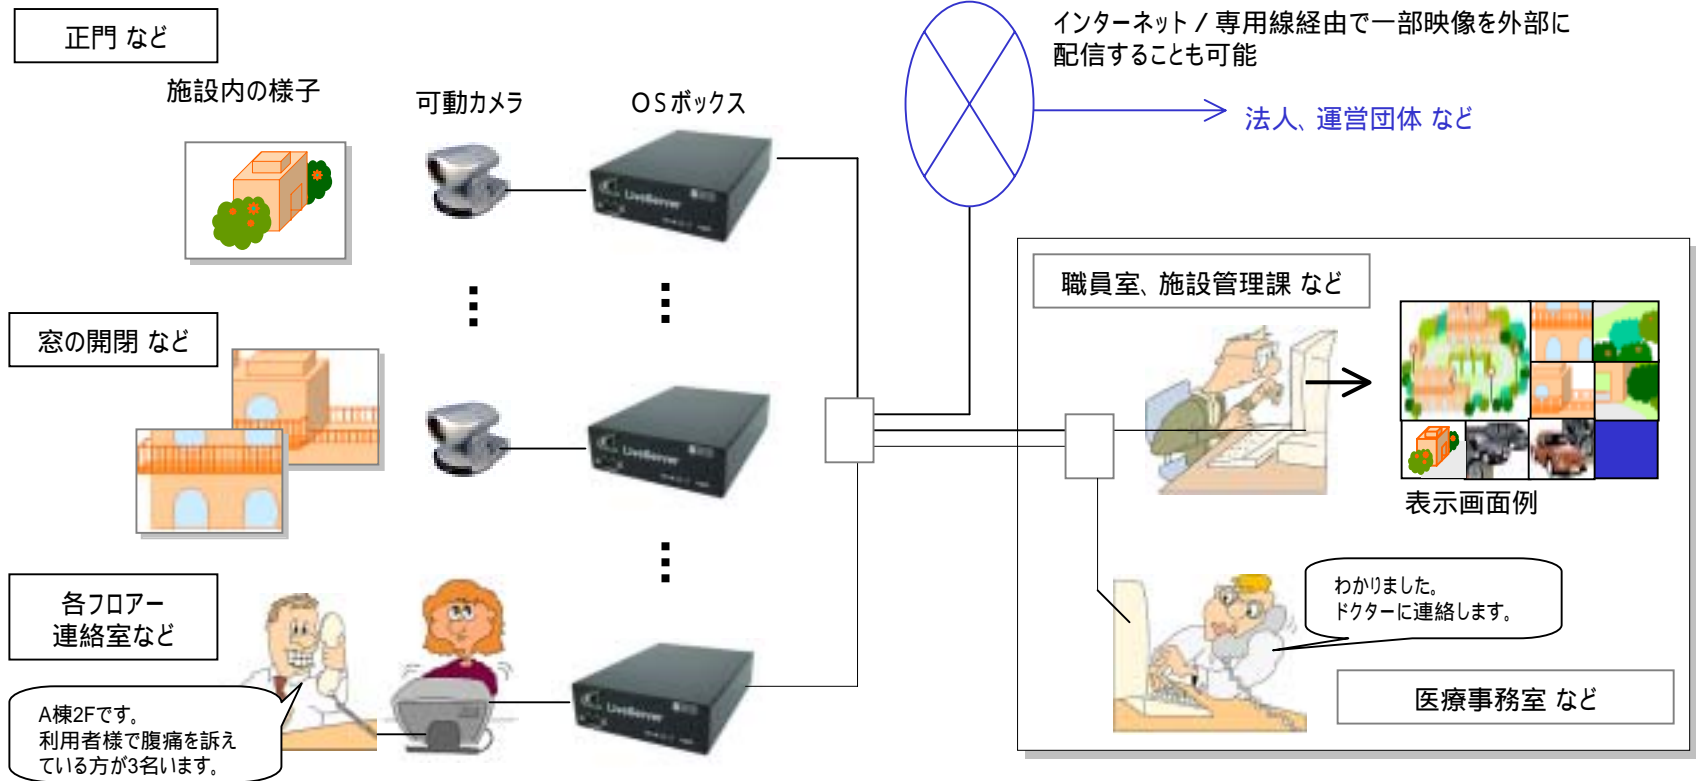 正門 など
施設内の様子
可動カメラ
OSボックス
インターネット / 専用線経由で一部映像を外部に
配信することも可能
法人、運営団体 など
LiveServer
職員室、施設管理課 など
窓の開閉 など
LiveServer
表示画面例
各フロアー
連絡室など
わかりました。
ドクターに連絡します。
LiveServer
医療事務室 など
A棟2Fです。
利用者様で腹痛を訴え
ている方が3名います。